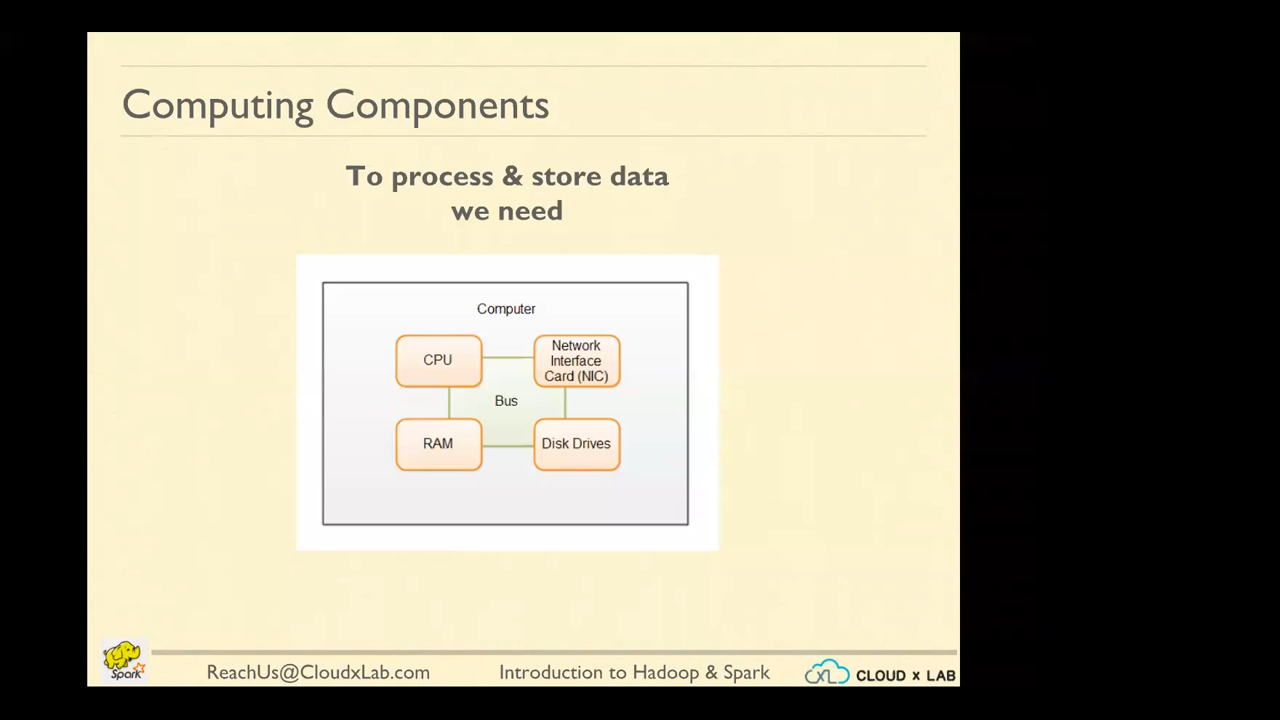 Computing Components
To process & store data
we need
Computer
CPU
Network
Interface
Card (NIC)
Bus
RAM
Disk Drives
Spark
ReachUs@CloudxLab.com
Introduction to Hadoop & Spark
XL
CLOUD x LAB